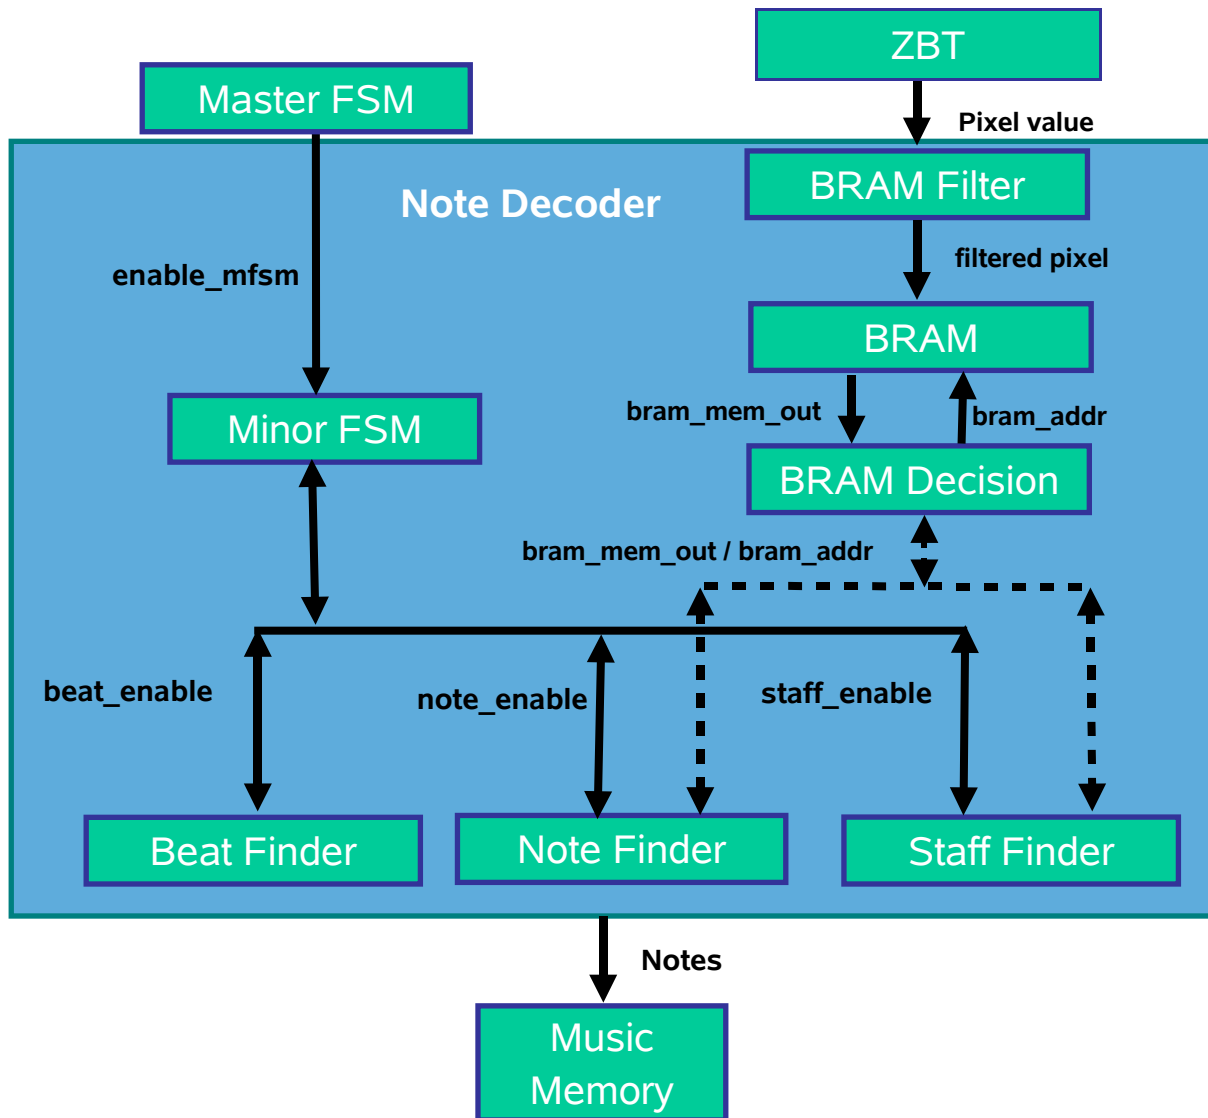 ZBT
Master FSM
Pixel value
BRAM Filter
Note Decoder
filtered pixel
enable_mfsm
BRAM
bram_mem_out
bram_addr
Minor FSM
BRAM Decision
bram_mem_out / bram_addr
beat_enable
note_enable
staff_enable
Beat Finder
Note Finder
Staff Finder
Notes
Music
Memory